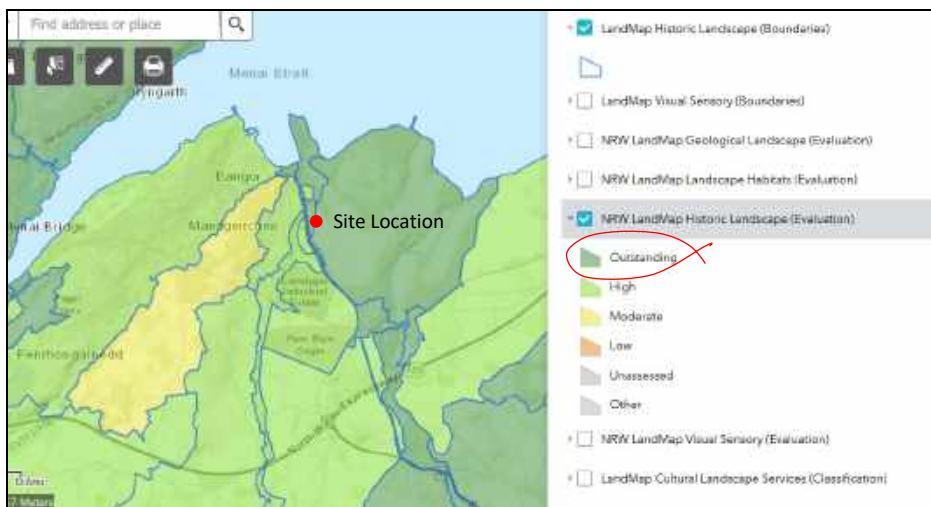 Find address or place
Menai Strait
Bangor
Site Location
LandMap Historic Landscape (Boundaries)
LandMap Visual Sensory (Boundaries)
NRW LandMap Geological Landscape (Evaluation)
NRW LandMap Landscape Habitats (Evaluation)
NRW LandMap Historic Landscape (Evaluation)
Outstanding
High
Moderate
Low
Unassessed
Other
NRW LandMap Visual Sensory (Evaluation)
LandMap Cultural Landscape Services (Classification)